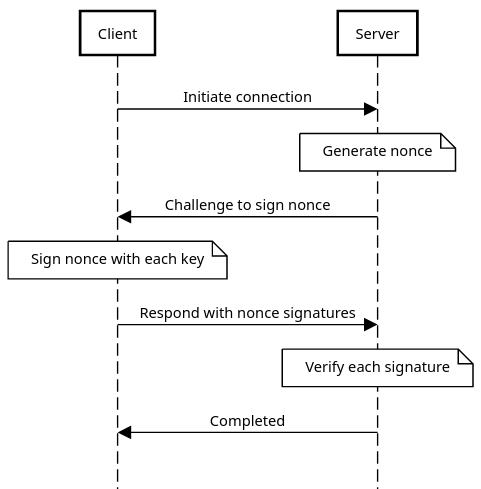 Client
Server
Initiate connection
Generate nonce
Challenge to sign nonce
Sign nonce with each key
Respond with nonce signatures
Verify each signature
Completed